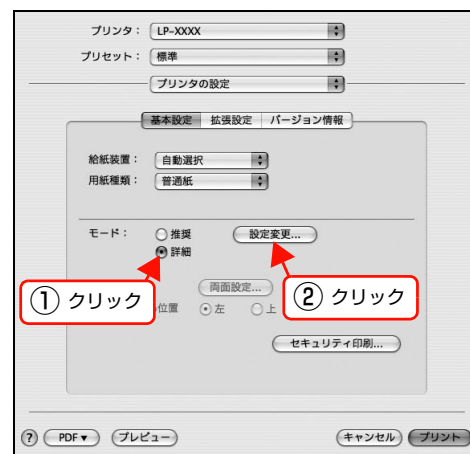 プリンタ： LP-XXXX
プリセット： 標準
プリンタの設定
基本設定 拡張設定 バージョン情報
給紙装置： 自動選択
用紙種類： 普通紙
モード： 推奨 設定変更...
詳細
両面設定...
① クリック
② クリック
位置 左 上
セキュリティ印刷...
? PDF▼ プレビュー キャンセル プリント